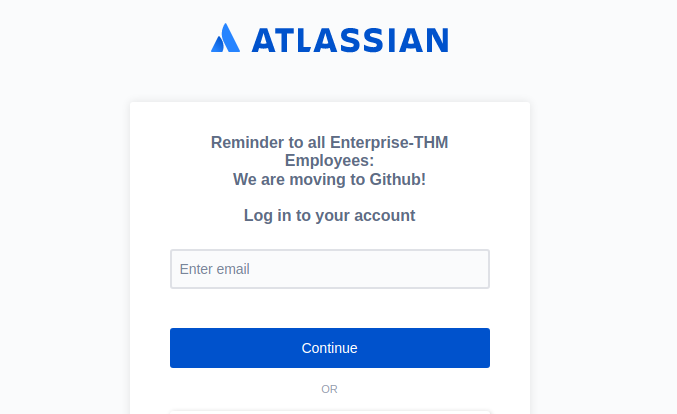 ATLASSIAN
Reminder to all Enterprise-THM
Employees:
We are moving to Github!
Log in to your account
Enter email
Continue
OR